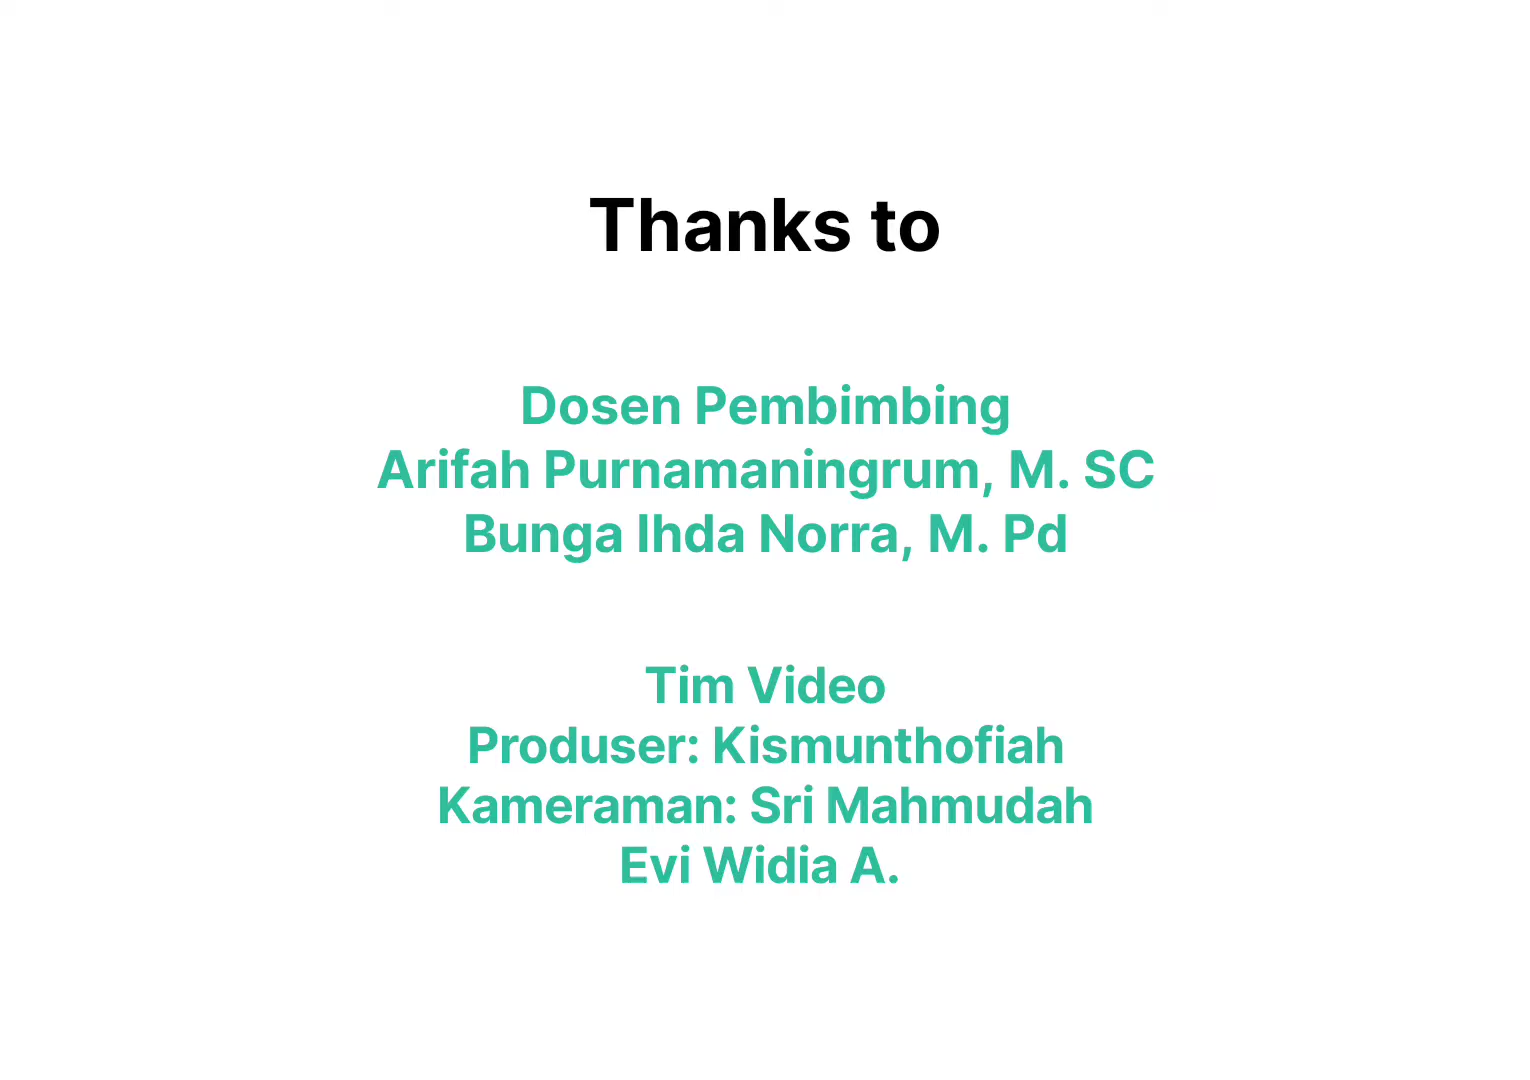 Thanks to
Dosen Pembimbing
Arifah Purnamaningrum, M. SC
Bunga Ihda Norra, M. Pd
Tim Video
Produser: Kismunthofiah
Kameraman: Sri Mahmudah
Evi Widia A.